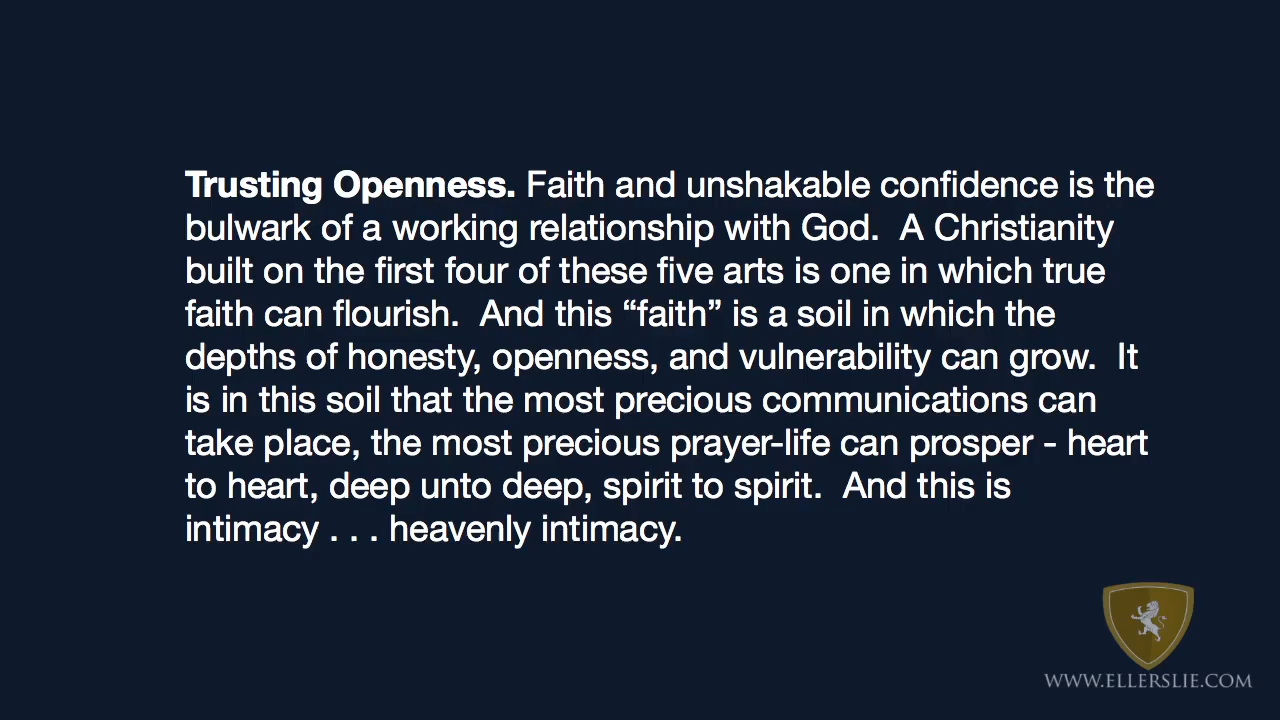 Trusting Openness. Faith and unshakable confidence is the
bulwark of a working relationship with God.  A Christianity
built on the first four of these five arts is one in which true
faith can flourish.  And this “faith” is a soil in which the
depths of honesty, openness, and vulnerability can grow.  It
is in this soil that the most precious communications can
take place, the most precious prayer-life can prosper - heart
to heart, deep unto deep, spirit to spirit.  And this is
intimacy . . . heavenly intimacy.
WWW.ELLERSLIE.COM